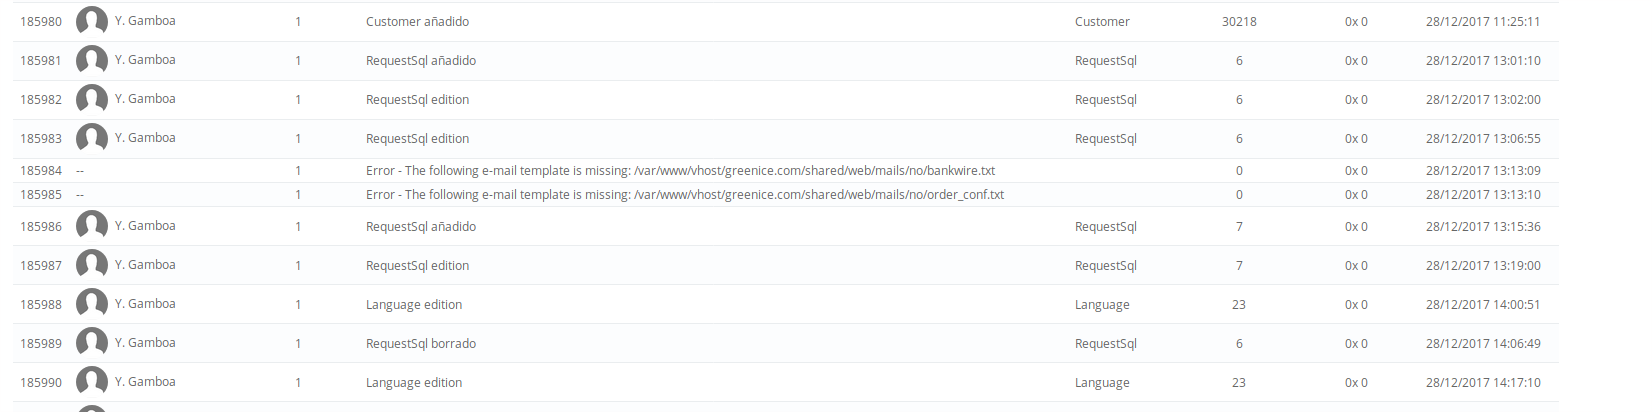 185980 Y. Gamboa 1 Customer añadido Customer 30218 0x 0 28/12/2017 11:25:11
185981 Y. Gamboa 1 RequestSql añadido RequestSql 6 0x 0 28/12/2017 13:01:10
185982 Y. Gamboa 1 RequestSql edition RequestSql 6 0x 0 28/12/2017 13:02:00
185983 Y. Gamboa 1 RequestSql edition RequestSql 6 0x 0 28/12/2017 13:06:55
185984 -- 1 Error - The following e-mail template is missing: /var/www/vhost/greenice.com/shared/web/mails/no/bankwire.txt 0 0x 0 28/12/2017 13:13:09
185985 -- 1 Error - The following e-mail template is missing: /var/www/vhost/greenice.com/shared/web/mails/no/order_conf.txt 0 0x 0 28/12/2017 13:13:10
185986 Y. Gamboa 1 RequestSql añadido RequestSql 7 0x 0 28/12/2017 13:15:36
185987 Y. Gamboa 1 RequestSql edition RequestSql 7 0x 0 28/12/2017 13:19:00
185988 Y. Gamboa 1 Language edition Language 23 0x 0 28/12/2017 14:00:51
185989 Y. Gamboa 1 RequestSql borrado RequestSql 6 0x 0 28/12/2017 14:06:49
185990 Y. Gamboa 1 Language edition Language 23 0x 0 28/12/2017 14:17:10